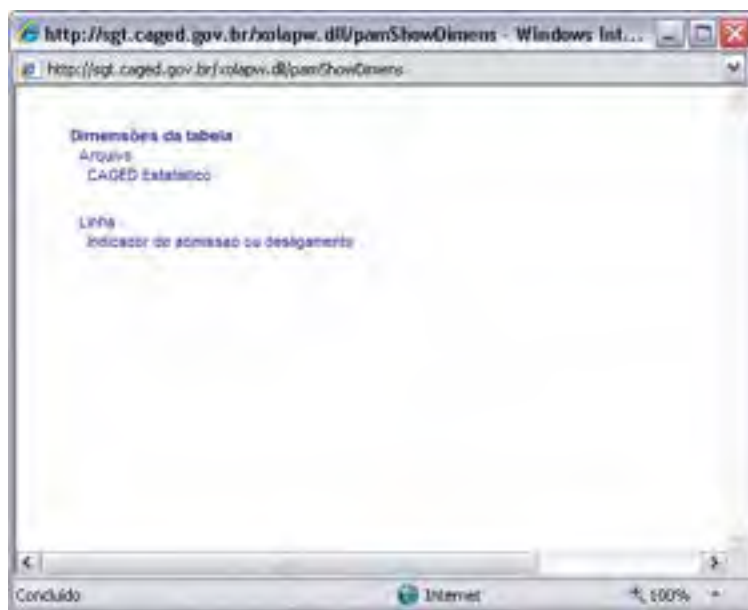 http://sgt.caged.gov.br/xolapw.dll/pamShowDimens - Windows Int...
http://sgt.caged.gov.br/xolapw.dll/pamShowDimens
Dimensões da tabela
Arquivo
CAGED Estatístico
Linha
Indicador de admissão ou desligamento
Concluído
Internet
100%